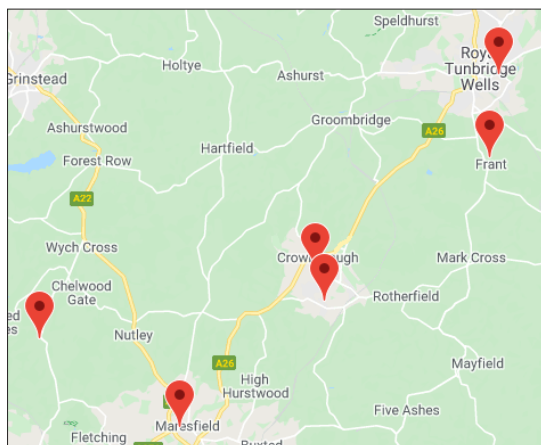 Speldhurst
Holtye
Grinstead
Ashurst
Tunbridge
Wells
Ashurstwood
Groombridge
A26
Forest Row
Hartfield
Frant
A22
Wych Cross
Mark Cross
Chelwood
Gate
Rotherfield
Nutley
A26
Mayfield
High
Hurstwood
Maresfield
Five Ashes
Fletching